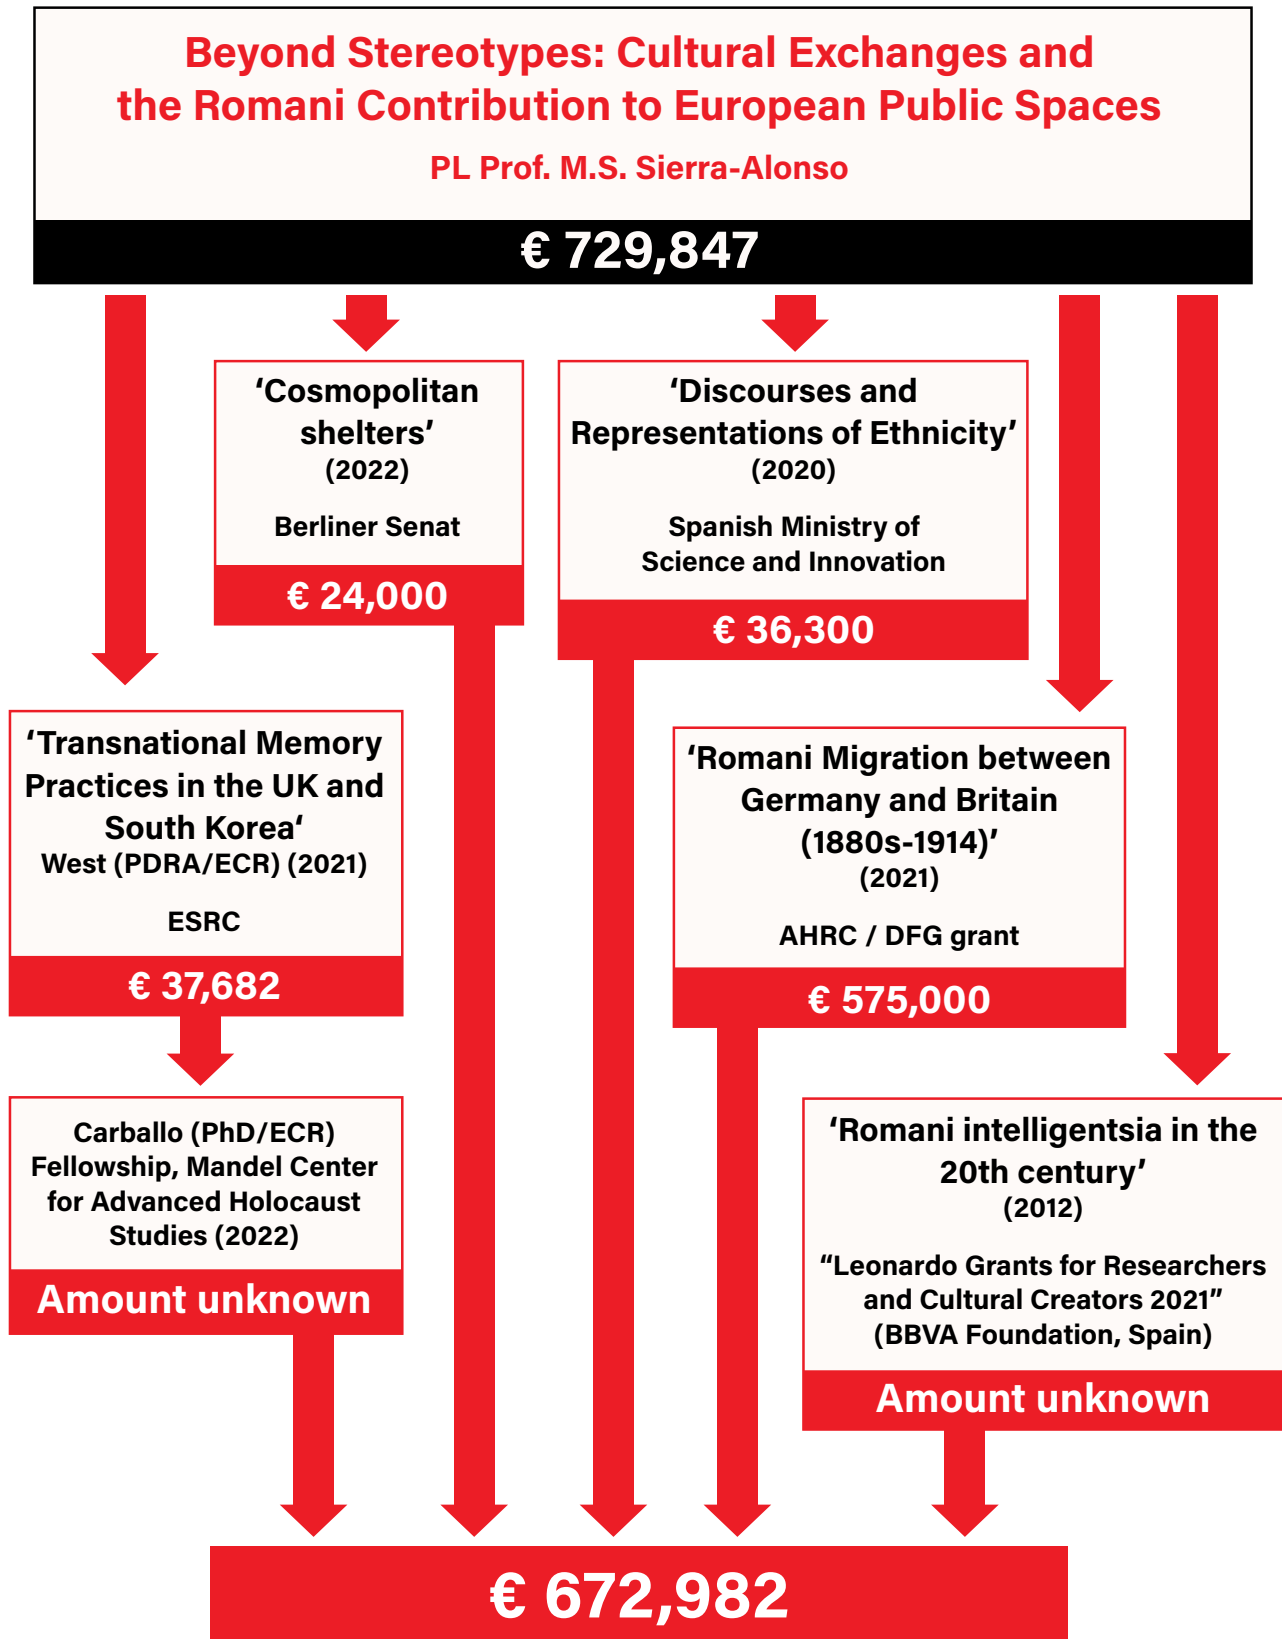 Beyond Stereotypes: Cultural Exchanges and
the Romani Contribution to European Public Spaces
PL Prof. M.S. Sierra-Alonso
€ 729,847
‘Cosmopolitan
shelters’
(2022)
Berliner Senat
€ 24,000
‘Discourses and
Representations of Ethnicity’
(2020)
Spanish Ministry of
Science and Innovation
€ 36,300
‘Transnational Memory
Practices in the UK and
South Korea‘
West (PDRA/ECR) (2021)
ESRC
€ 37,682
‘Romani Migration between
Germany and Britain
(1880s-1914)’
(2021)
AHRC / DFG grant
€ 575,000
Carballo (PhD/ECR)
Fellowship, Mandel Center
for Advanced Holocaust
Studies (2022)
Amount unknown
‘Romani intelligentsia in the
20th century’
(2012)
“Leonardo Grants for Researchers
and Cultural Creators 2021”
(BBVA Foundation, Spain)
Amount unknown
€ 672,982